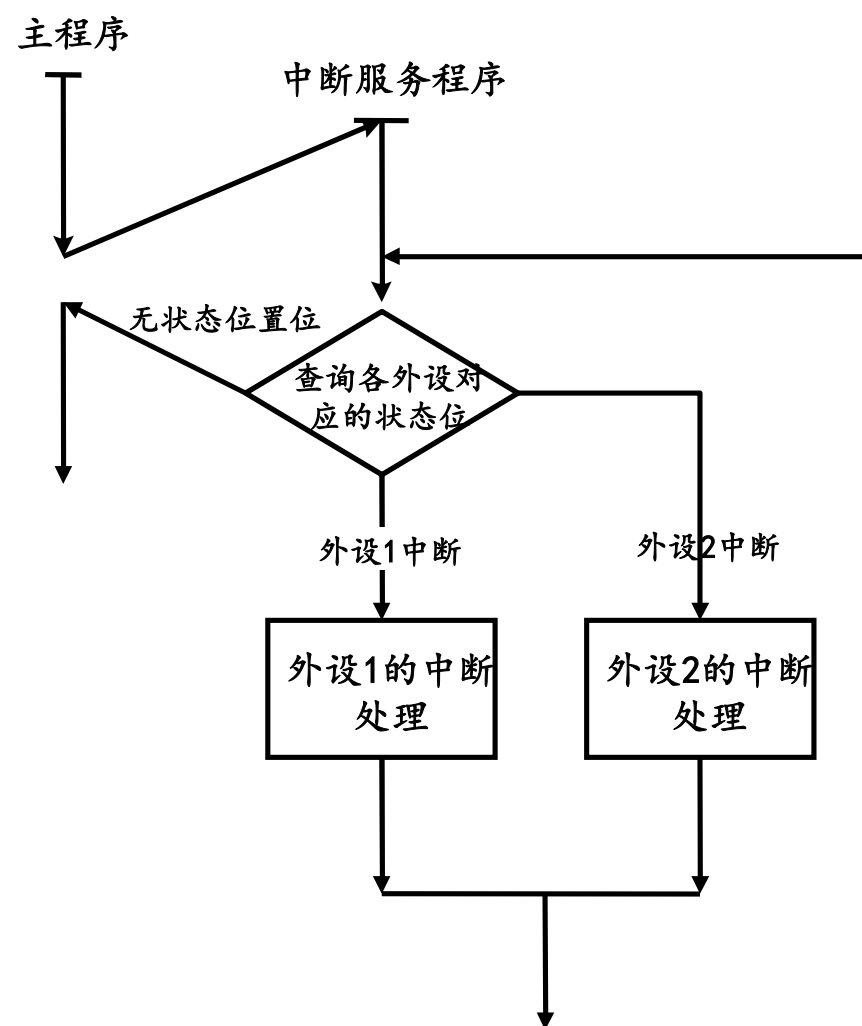 主程序
中断服务程序
无状态位置位
查询各外设对
应的状态位
外设1中断
外设2中断
外设1的中断
处理
外设2的中断
处理